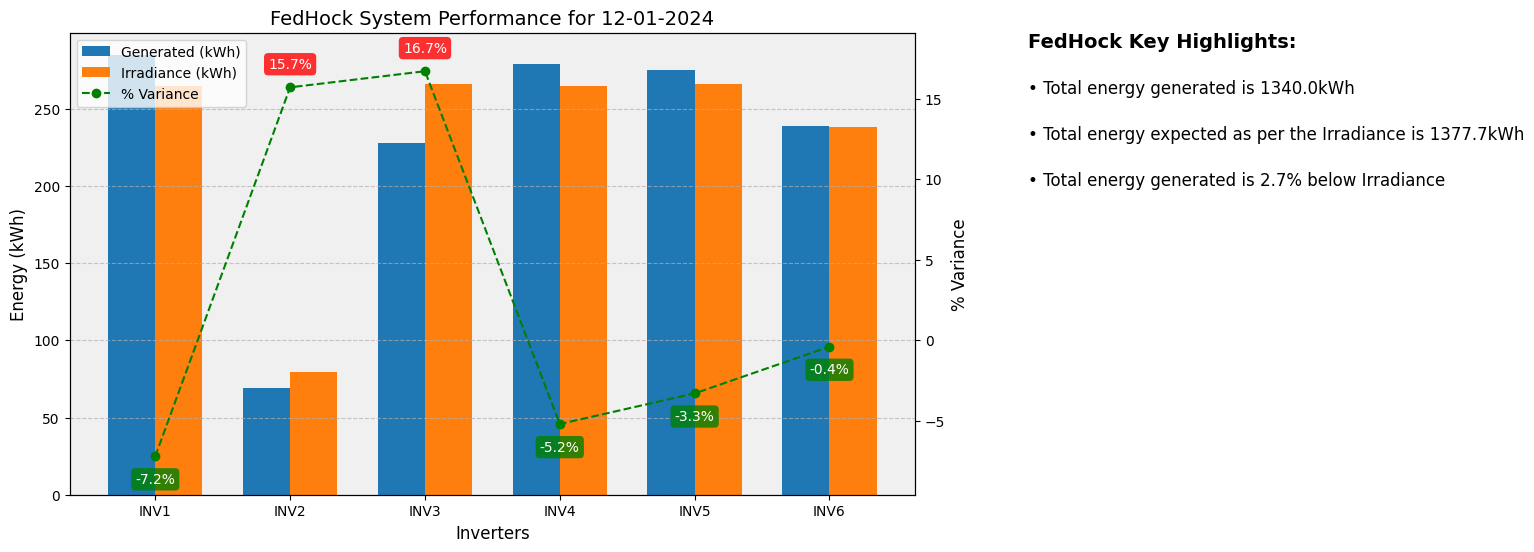 FedHock System Performance for 12-01-2024
Generated (kWh)
Irradiance (kWh)
% Variance
Energy (kWh)
250
200
150
100
50
0
15
10
5
0
−5
% Variance
-7.2%
15.7%
16.7%
-5.2%
-3.3%
-0.4%
INV1
INV2
INV3
INV4
INV5
INV6
Inverters
FedHock Key Highlights:
• Total energy generated is 1340.0kWh
• Total energy expected as per the Irradiance is 1377.7kWh
• Total energy generated is 2.7% below Irradiance